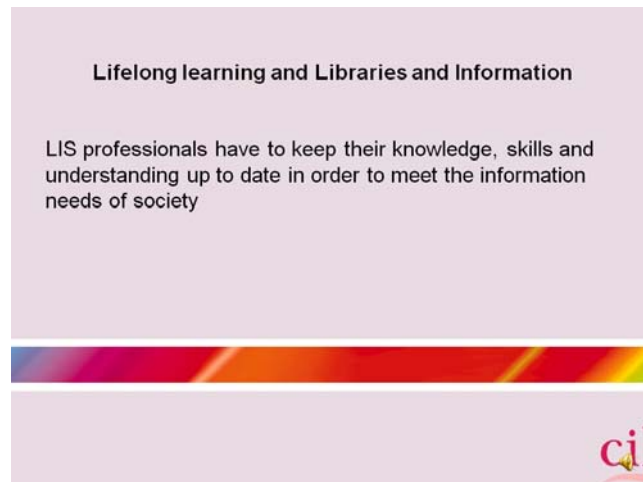 Lifelong learning and Libraries and Information
LIS professionals have to keep their knowledge, skills and
understanding up to date in order to meet the information
needs of society